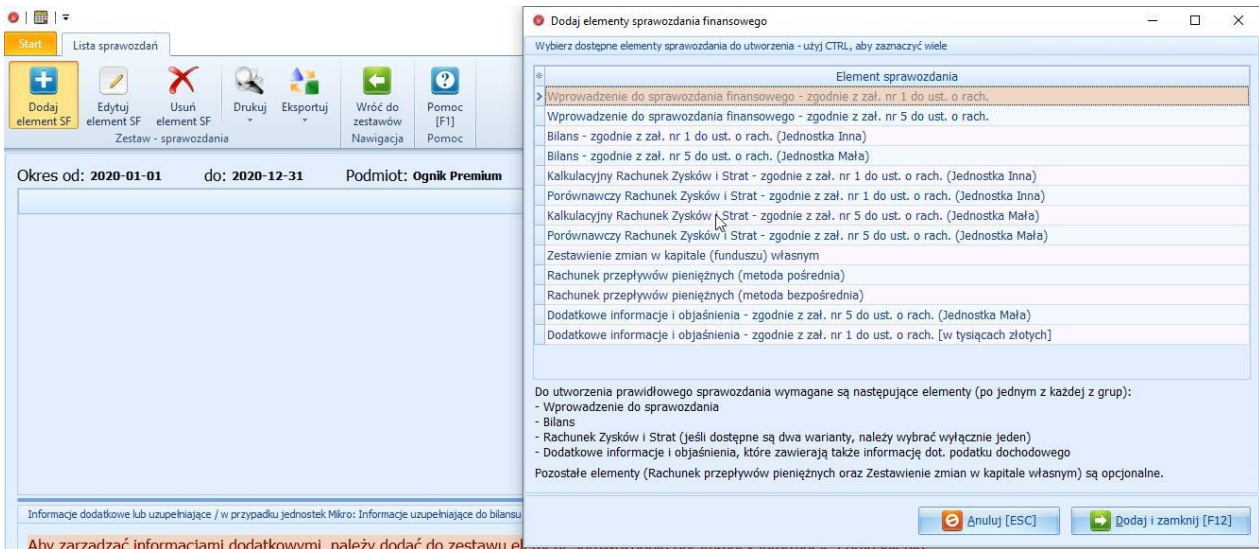 Start
Lista sprawozdań
Dodaj element SF
Edytuj element SF
Usuń element SF
Drukuj
Eksportuj
Wróć do zestawów
Pomoc [F1]
Zestaw - sprawozdania
Nawigacja
Pomoc
Okres od: 2020-01-01 do: 2020-12-31 Podmiot: Ognik Premium
Informacje dodatkowe lub uzupełniające / w przypadku jednostek Mikro: Informacje uzupełniające do bilansu
Aby zarządzać informacjami dodatkowymi, należy dodać do zestawu
Dodaj elementy sprawozdania finansowego
Wybierz dostępne elementy sprawozdania do utworzenia - użyj CTRL, aby zaznaczyć wiele
Element sprawozdania
Wprowadzenie do sprawozdania finansowego - zgodnie z zał. nr 1 do ust. o rach.
Wprowadzenie do sprawozdania finansowego - zgodnie z zał. nr 5 do ust. o rach.
Bilans - zgodnie z zał. nr 1 do ust. o rach. (Jednostka Inna)
Bilans - zgodnie z zał. nr 5 do ust. o rach. (Jednostka Mała)
Kalkulacyjny Rachunek Zysków i Strat - zgodnie z zał. nr 1 do ust. o rach. (Jednostka Inna)
Porównawczy Rachunek Zysków i Strat - zgodnie z zał. nr 1 do ust. o rach. (Jednostka Inna)
Kalkulacyjny Rachunek Zysków i Strat - zgodnie z zał. nr 5 do ust. o rach. (Jednostka Mała)
Porównawczy Rachunek Zysków i Strat - zgodnie z zał. nr 5 do ust. o rach. (Jednostka Mała)
Zestawienie zmian w kapitale (funduszu) własnym
Rachunek przepływów pieniężnych (metoda pośrednia)
Rachunek przepływów pieniężnych (metoda bezpośrednia)
Dodatkowe informacje i objaśnienia - zgodnie z zał. nr 5 do ust. o rach. (Jednostka Mała)
Dodatkowe informacje i objaśnienia - zgodnie z zał. nr 1 do ust. o rach. [w tysiącach złotych]
Do utworzenia prawidłowego sprawozdania wymagane są następujące elementy (po jednym z każdej z grup):
- Wprowadzenie do sprawozdania
- Bilans
- Rachunek Zysków i Strat (jeśli dostępne są dwa warianty, należy wybrać wyłącznie jeden)
- Dodatkowe informacje i objaśnienia, które zawierają także informację dot. podatku dochodowego
Pozostałe elementy (Rachunek przepływów pieniężnych oraz Zestawienie zmian w kapitale własnym) są opcjonalne.
Anuluj [ESC]
Dodaj i zamknij [F12]